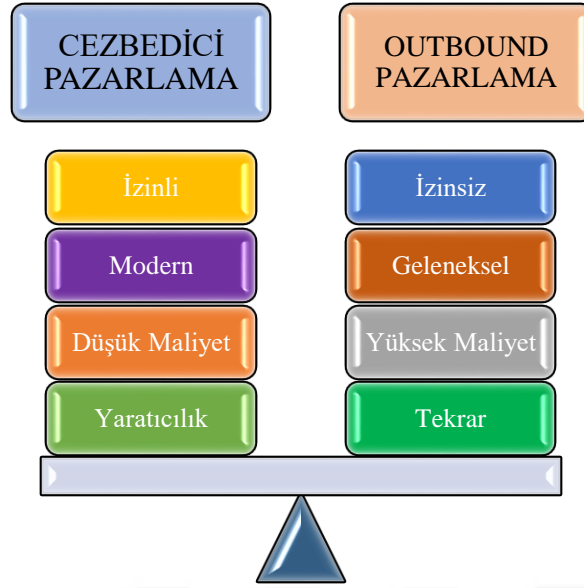 CEZBEDİCİ
PAZARLAMA
OUTBOUND
PAZARLAMA
İzinli
İzinsiz
Modern
Geleneksel
Düşük Maliyet
Yüksek Maliyet
Yaratıcılık
Tekrar